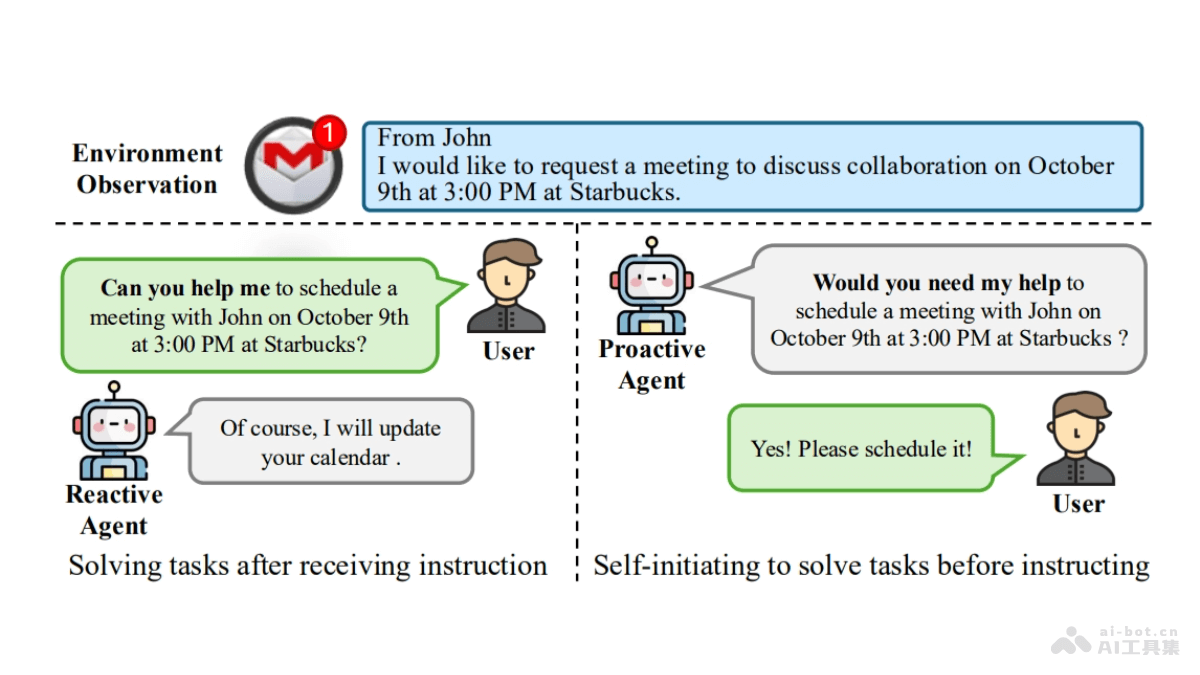 Environment
Observation
1
From John
I would like to request a meeting to discuss collaboration on October
9th at 3:00 PM at Starbucks.
Can you help me to schedule a
meeting with John on October 9th
at 3:00 PM at Starbucks?
User
Reactive
Agent
Of course, I will update
your calendar .
Solving tasks after receiving instruction
Proactive
Agent
Would you need my help to
schedule a meeting with John on
October 9th at 3:00 PM at Starbucks ?
Yes! Please schedule it!
User
Self-initiating to solve tasks before instructing
ai-bot.cn
AI工具集